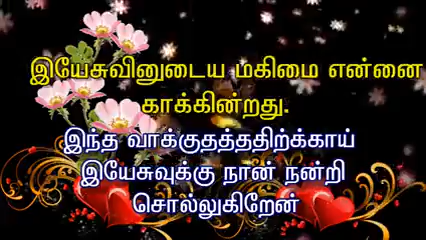 இயேசுவினுடைய மகிமை என்னை
காக்கின்றது.
இந்த வாக்குதத்ததிற்க்காய்
இயேசுவுக்கு நான் நன்றி
சொல்லுகிறேன்